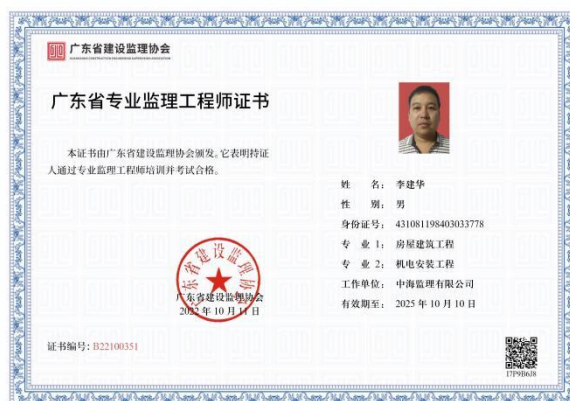 广东省建设监理协会
广东省专业监理工程师证书
本证书由广东省建设监理协会颁发。它表明持证
人通过专业监理工程师培训并考试合格。
姓 名： 李建华
性 别： 男
身份证号： 431081198403033778
专 业 1： 房屋建筑工程
专 业 2： 机电安装工程
工作单位： 中海监理有限公司
有效期至： 2025 年 10 月 10 日
广东省建设监理协会
广东省建设监理协会
2022 年 10 月 11 日
证书编号： B22100351
17P9B6J8